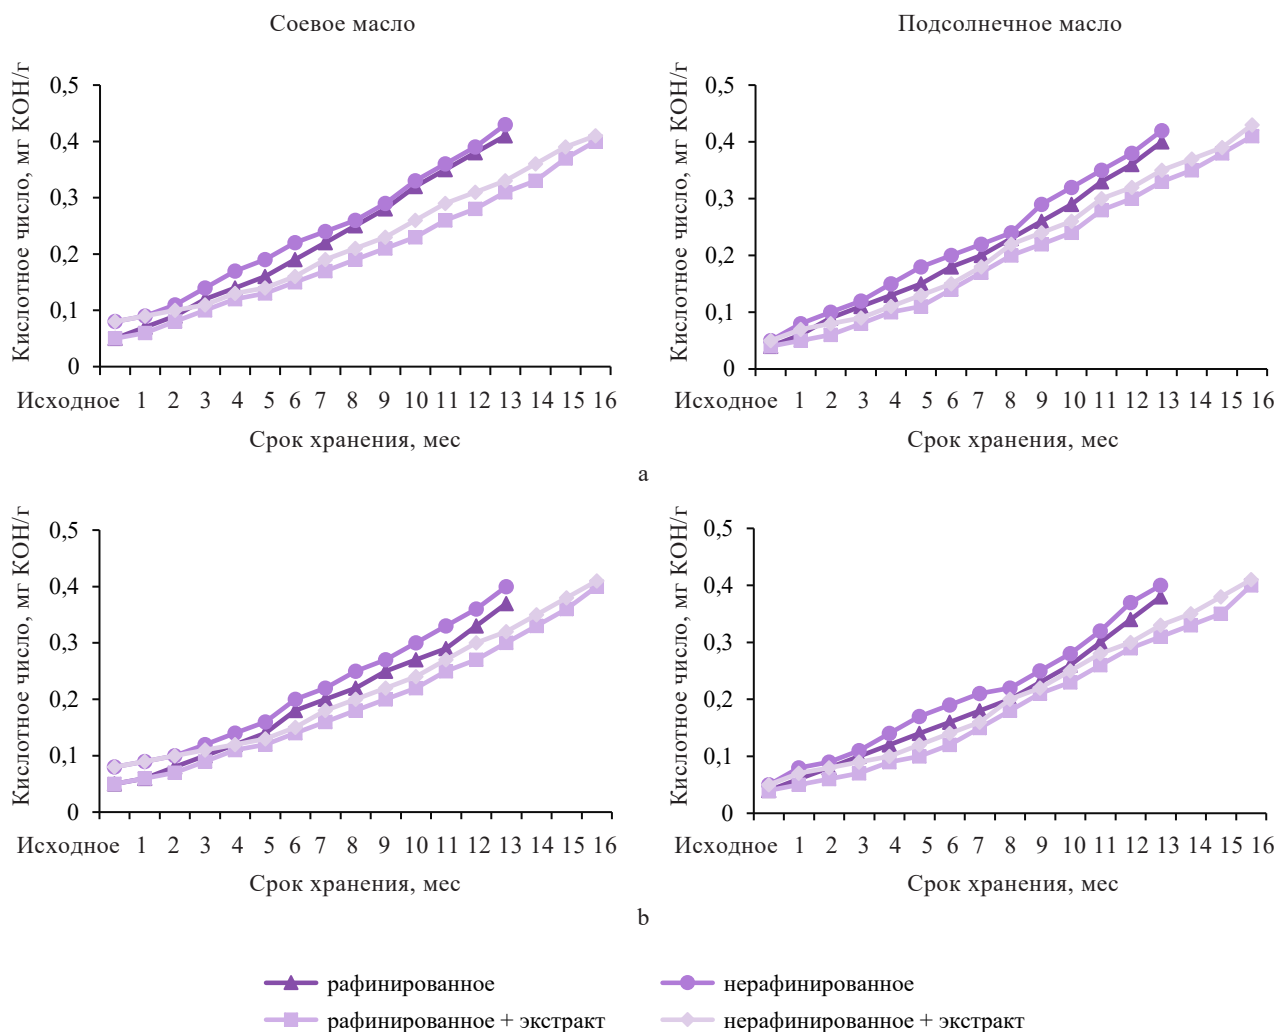 Соевое масло
Подсолнечное масло
Кислотное число, мг КОН/г
0,5
0,4
0,3
0,2
0,1
0
Исходное 1 2 3 4 5 6 7 8 9 10 11 12 13 14 15 16
Срок хранения, мес
Кислотное число, мг КОН/г
0,5
0,4
0,3
0,2
0,1
0
Исходное 1 2 3 4 5 6 7 8 9 10 11 12 13 14 15 16
Срок хранения, мес
a
Кислотное число, мг КОН/г
0,5
0,4
0,3
0,2
0,1
0
Исходное 1 2 3 4 5 6 7 8 9 10 11 12 13 14 15 16
Срок хранения, мес
Кислотное число, мг КОН/г
0,5
0,4
0,3
0,2
0,1
0
Исходное 1 2 3 4 5 6 7 8 9 10 11 12 13 14 15 16
Срок хранения, мес
b
рафинированное
нерафинированное
рафинированное + экстракт
нерафинированное + экстракт